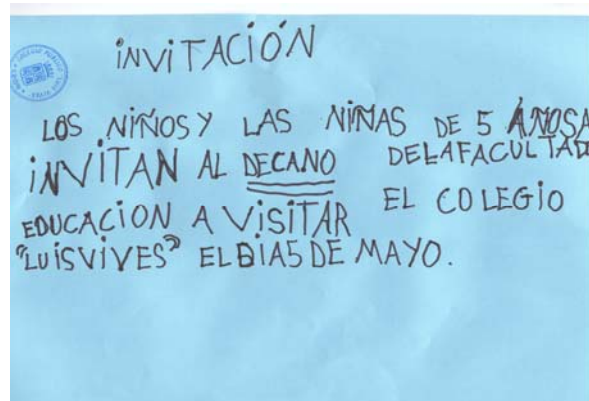 iNViTACiÓN
LOS NIÑOS Y LAS NIÑAS DE 5 AÑOS A
iNVITAN AL DECANO DELAFACULTAD
EDUCACION A ViSiTAR EL COLEGiO
"LUiSViVES" ELDIA5 DE MAYO.